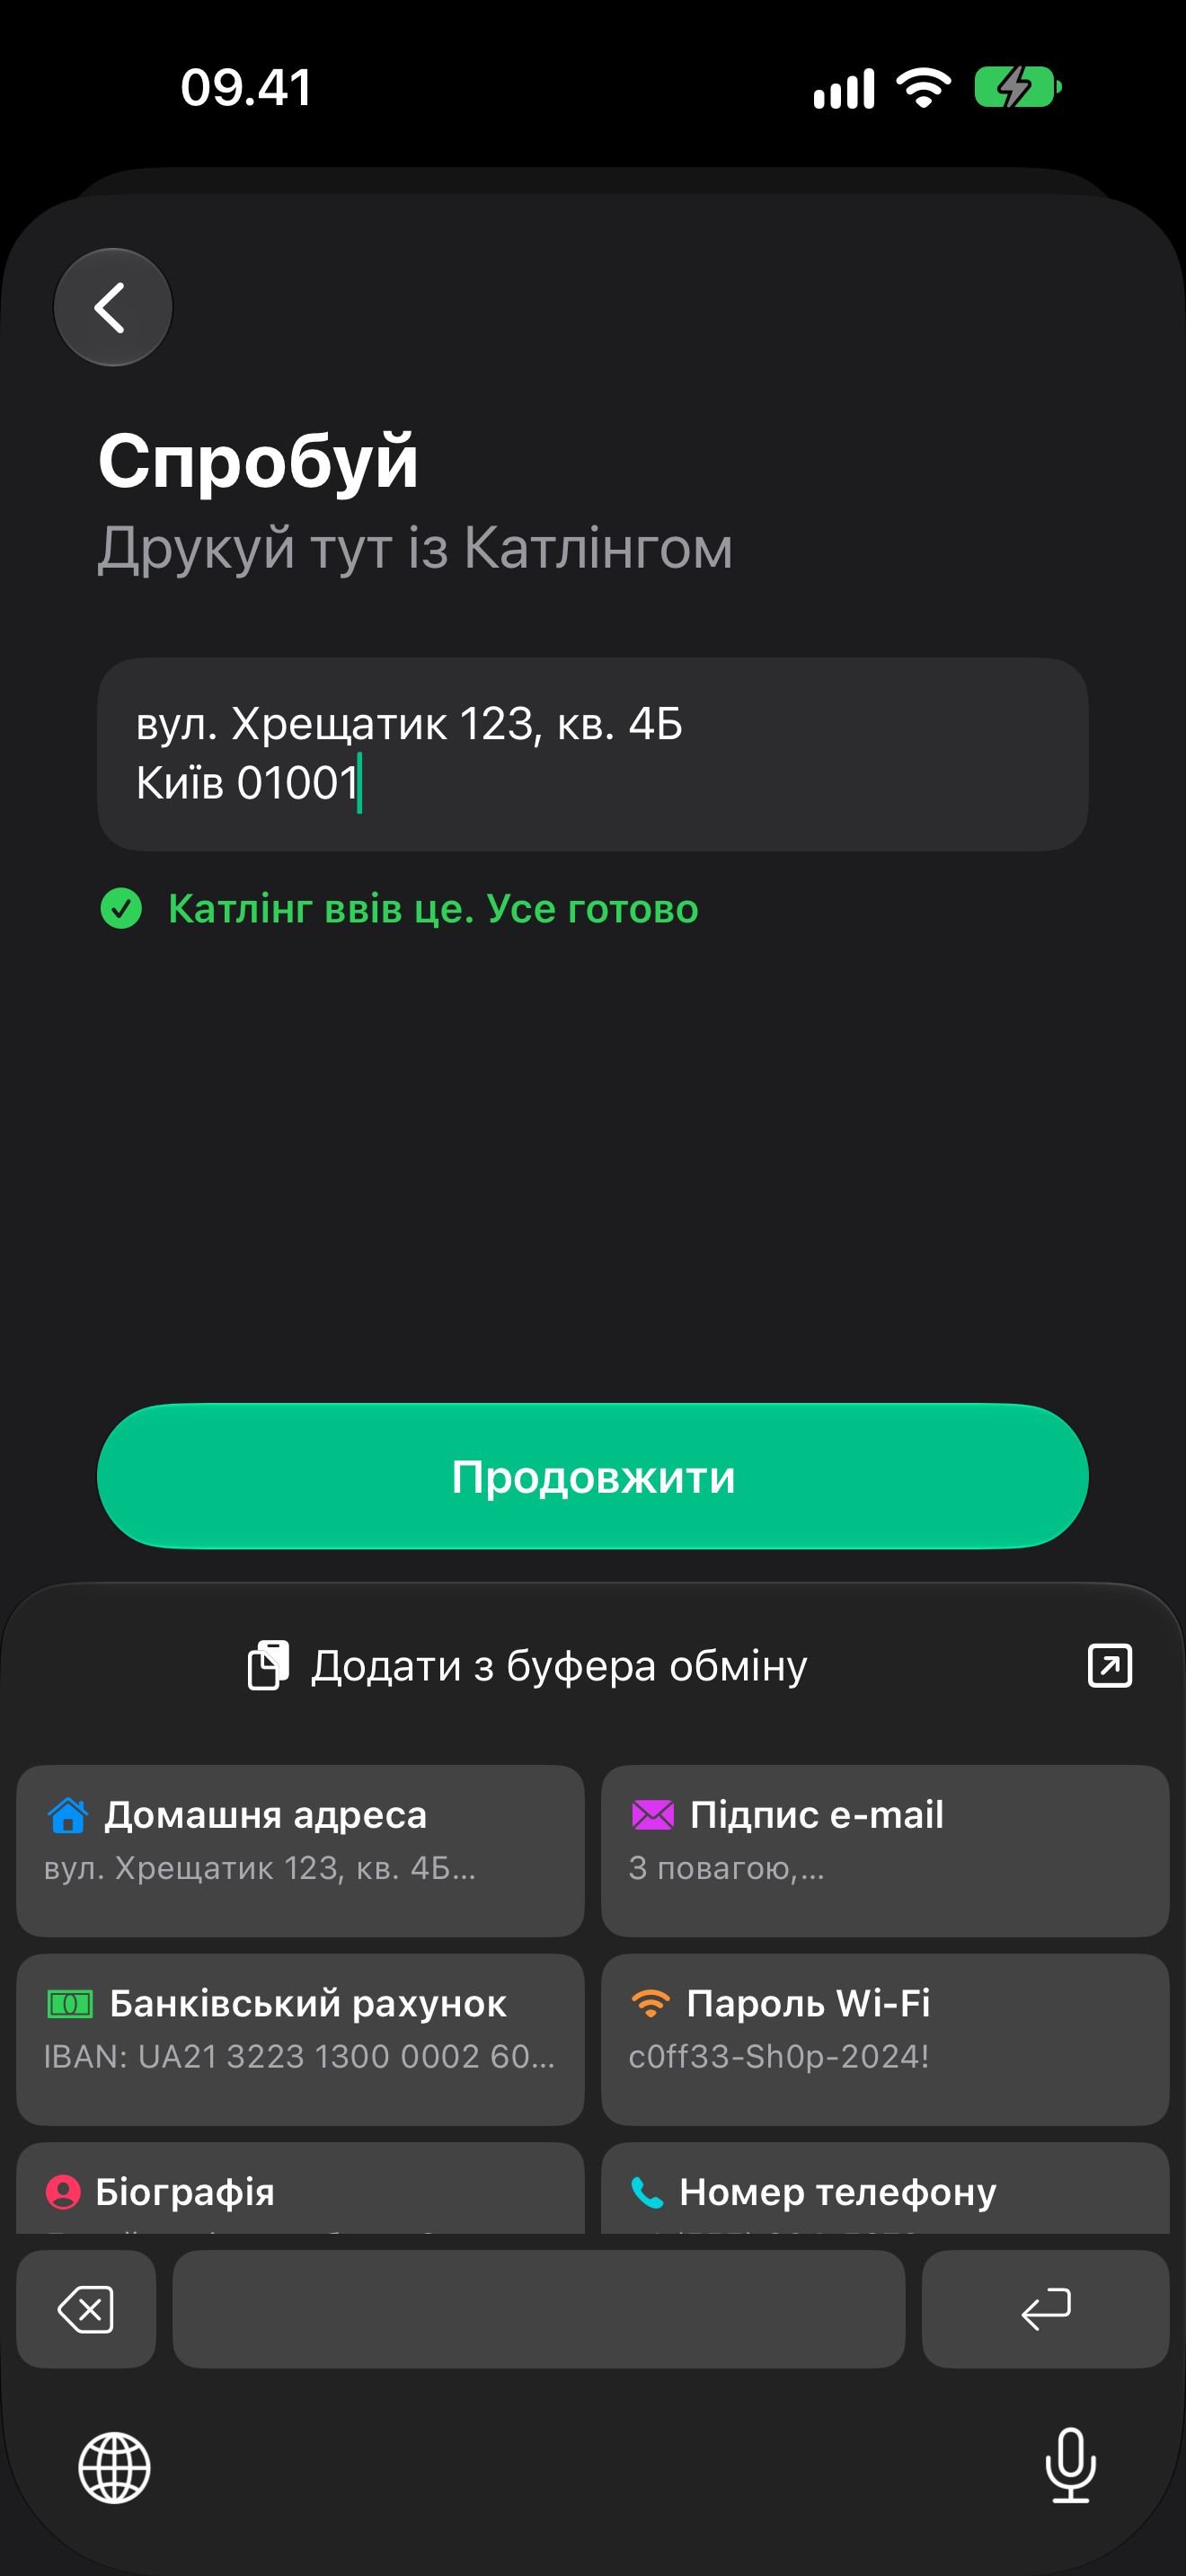 09.41
Спробуй
Друкуй тут із Катлінгом
вул. Хрещатик 123, кв. 4Б
Київ 01001
Катлінг ввів це. Усе готово
Продовжити
Додати з буфера обміну
Домашня адреса
вул. Хрещатик 123, кв. 4Б...
Підпис e-mail
З повагою,...
Банківський рахунок
IBAN: UA21 3223 1300 0002 60...
Пароль Wi-Fi
c0ff33-Sh0p-2024!
Біографія
Номер телефону